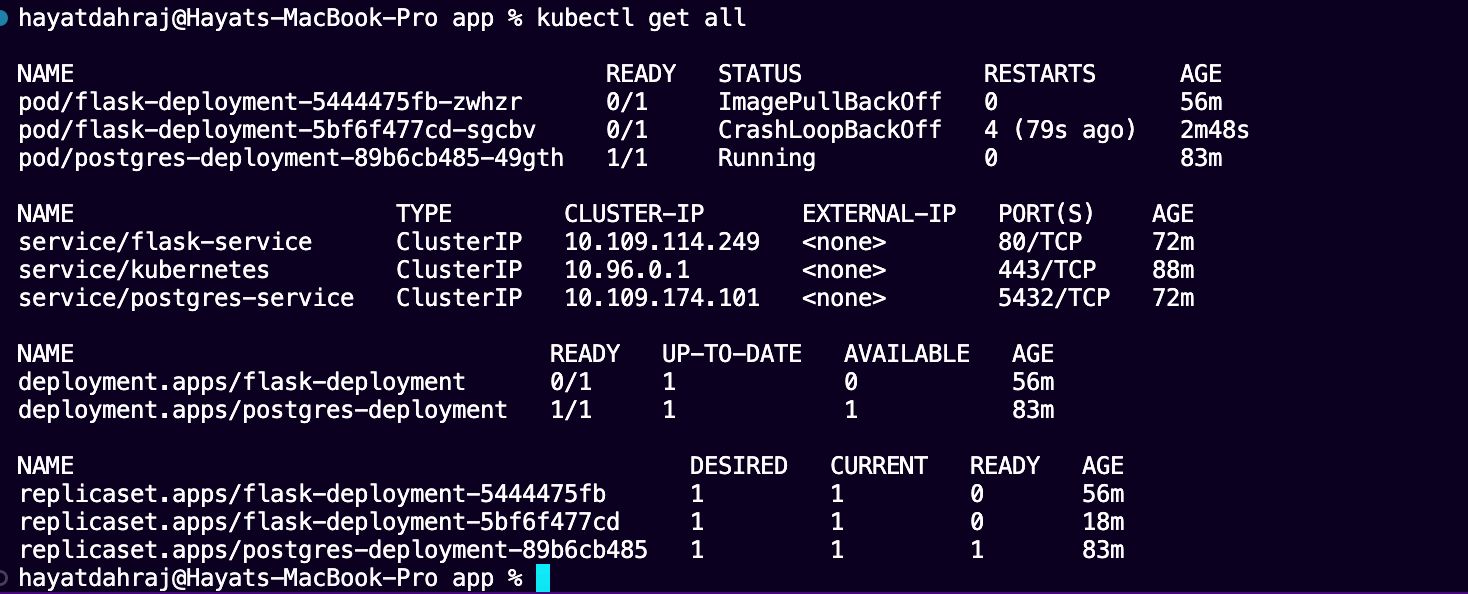 hayatdahraj@Hayats-MacBook-Pro app % kubectl get all
NAME READY STATUS RESTARTS AGE
pod/flask-deployment-5444475fb-zwhzr 0/1 ImagePullBackOff 0 56m
pod/flask-deployment-5bf6f477cd-sgcbv 0/1 CrashLoopBackOff 4 (79s ago) 2m48s
pod/postgres-deployment-89b6cb485-49gth 1/1 Running 0 83m
NAME TYPE CLUSTER-IP EXTERNAL-IP PORT(S) AGE
service/flask-service ClusterIP 10.109.114.249 <none> 80/TCP 72m
service/kubernetes ClusterIP 10.96.0.1 <none> 443/TCP 88m
service/postgres-service ClusterIP 10.109.174.101 <none> 5432/TCP 72m
NAME READY UP-TO-DATE AVAILABLE AGE
deployment.apps/flask-deployment 0/1 1 0 56m
deployment.apps/postgres-deployment 1/1 1 1 83m
NAME DESIRED CURRENT READY AGE
replicaset.apps/flask-deployment-5444475fb 1 1 0 56m
replicaset.apps/flask-deployment-5bf6f477cd 1 1 0 18m
replicaset.apps/postgres-deployment-89b6cb485 1 1 1 83m
hayatdahraj@Hayats-MacBook-Pro app %